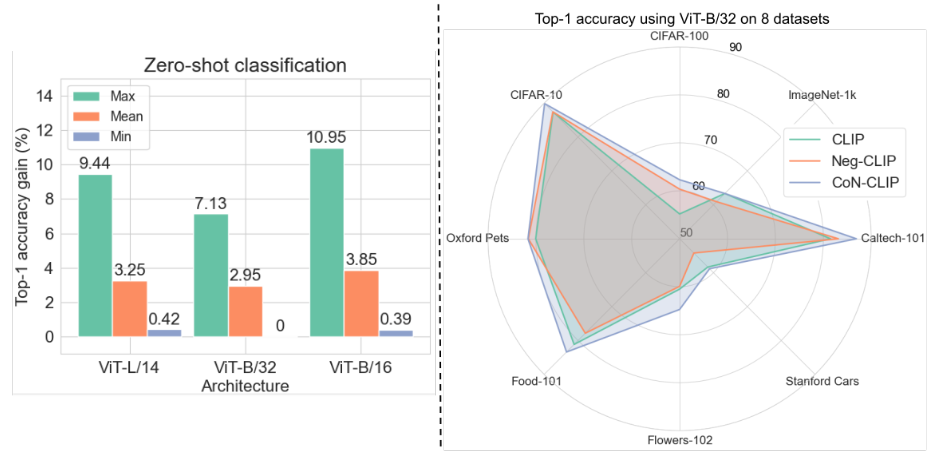 Zero-shot classification
Top-1 accuracy gain (%)
14
12
10
8
6
4
2
0
Max
Mean
Min
9.44
3.25
0.42
7.13
2.95
0
10.95
3.85
0.39
ViT-L/14
ViT-B/32
ViT-B/16
Architecture
Top-1 accuracy using ViT-B/32 on 8 datasets
CIFAR-100
90
80
70
60
50
CIFAR-10
ImageNet-1k
CLIP
Neg-CLIP
CoN-CLIP
Oxford Pets
Caltech-101
Food-101
Stanford Cars
Flowers-102